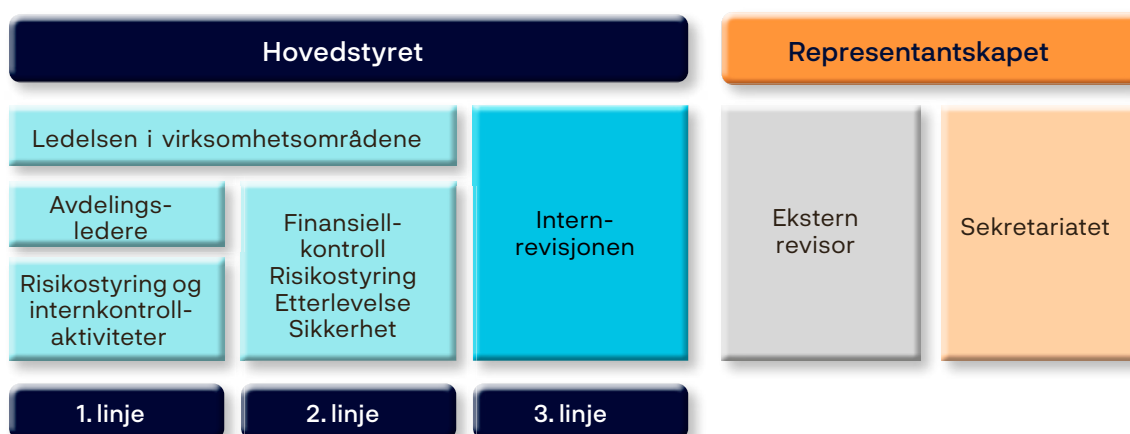 Hovedstyret
Representantskapet
Ledelsen i virksomhetsområdene
Avdelings-
ledere
Risikostyring og
internkontroll-
aktiviteter
Finansiell-
kontroll
Risikostyring
Etterlevelse
Sikkerhet
Intern-
revisjonen
Ekstern
revisor
Sekretariatet
1. linje
2. linje
3. linje